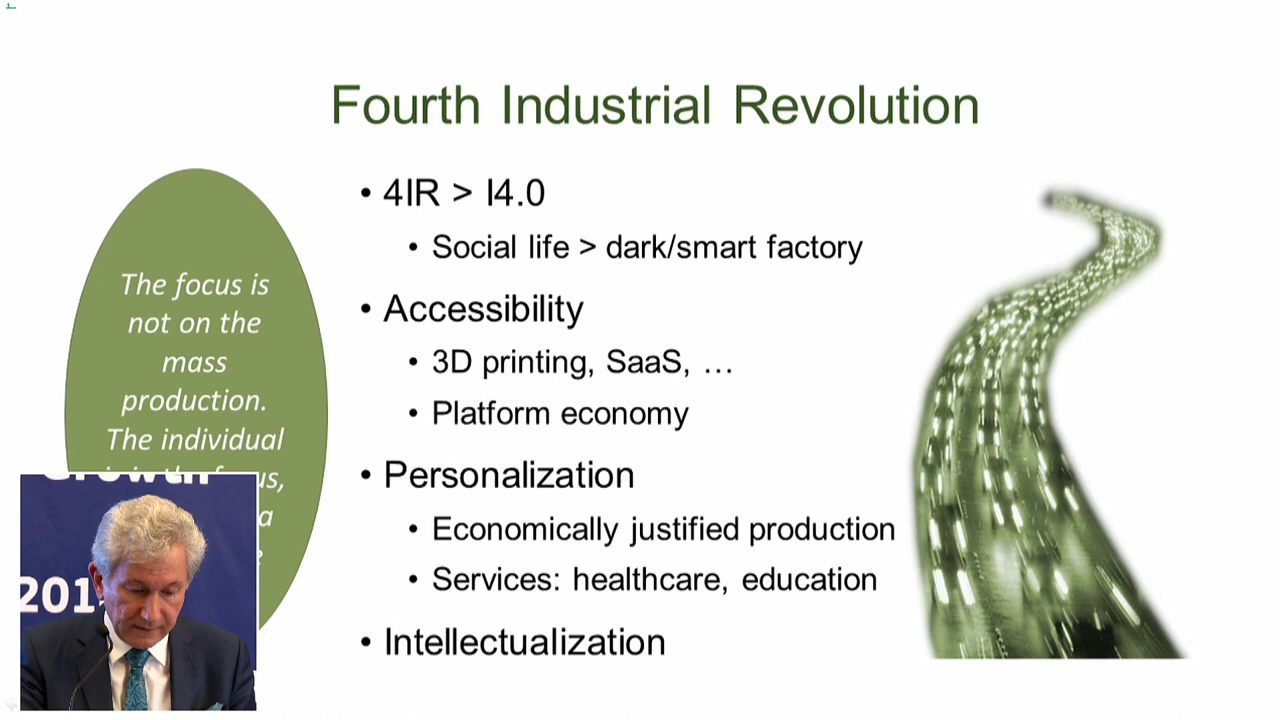 Fourth Industrial Revolution
The focus is
not on the
mass
production.
The individual
• 4IR > I4.0
• Social life > dark/smart factory
• Accessibility
• 3D printing, SaaS, …
• Platform economy
• Personalization
• Economically justified production
• Services: healthcare, education
• Intellectualization
Growth
201